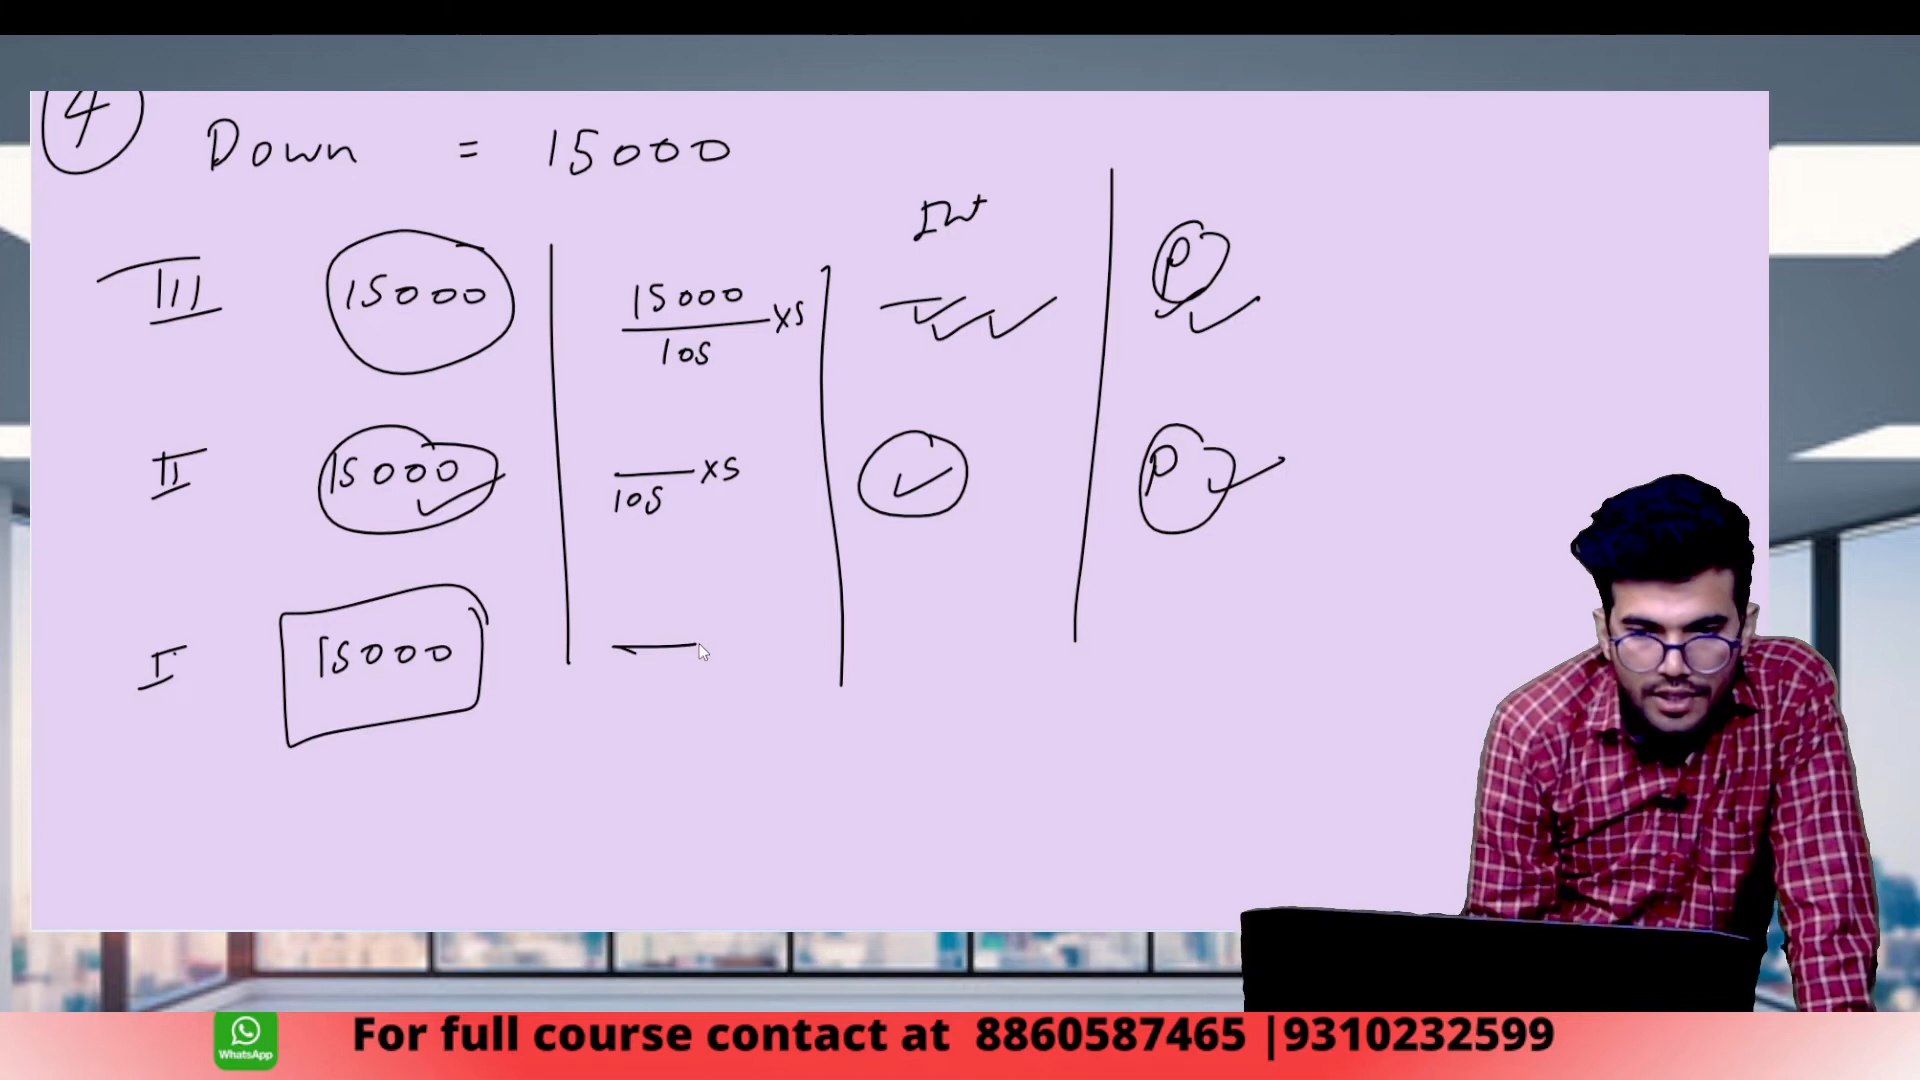 4
Down = 15000
Int
III 15000 15000/105 x5 P
II 15000 /105 x5 P
I 15000
WhatsApp
For full course contact at 8860587465 |9310232599